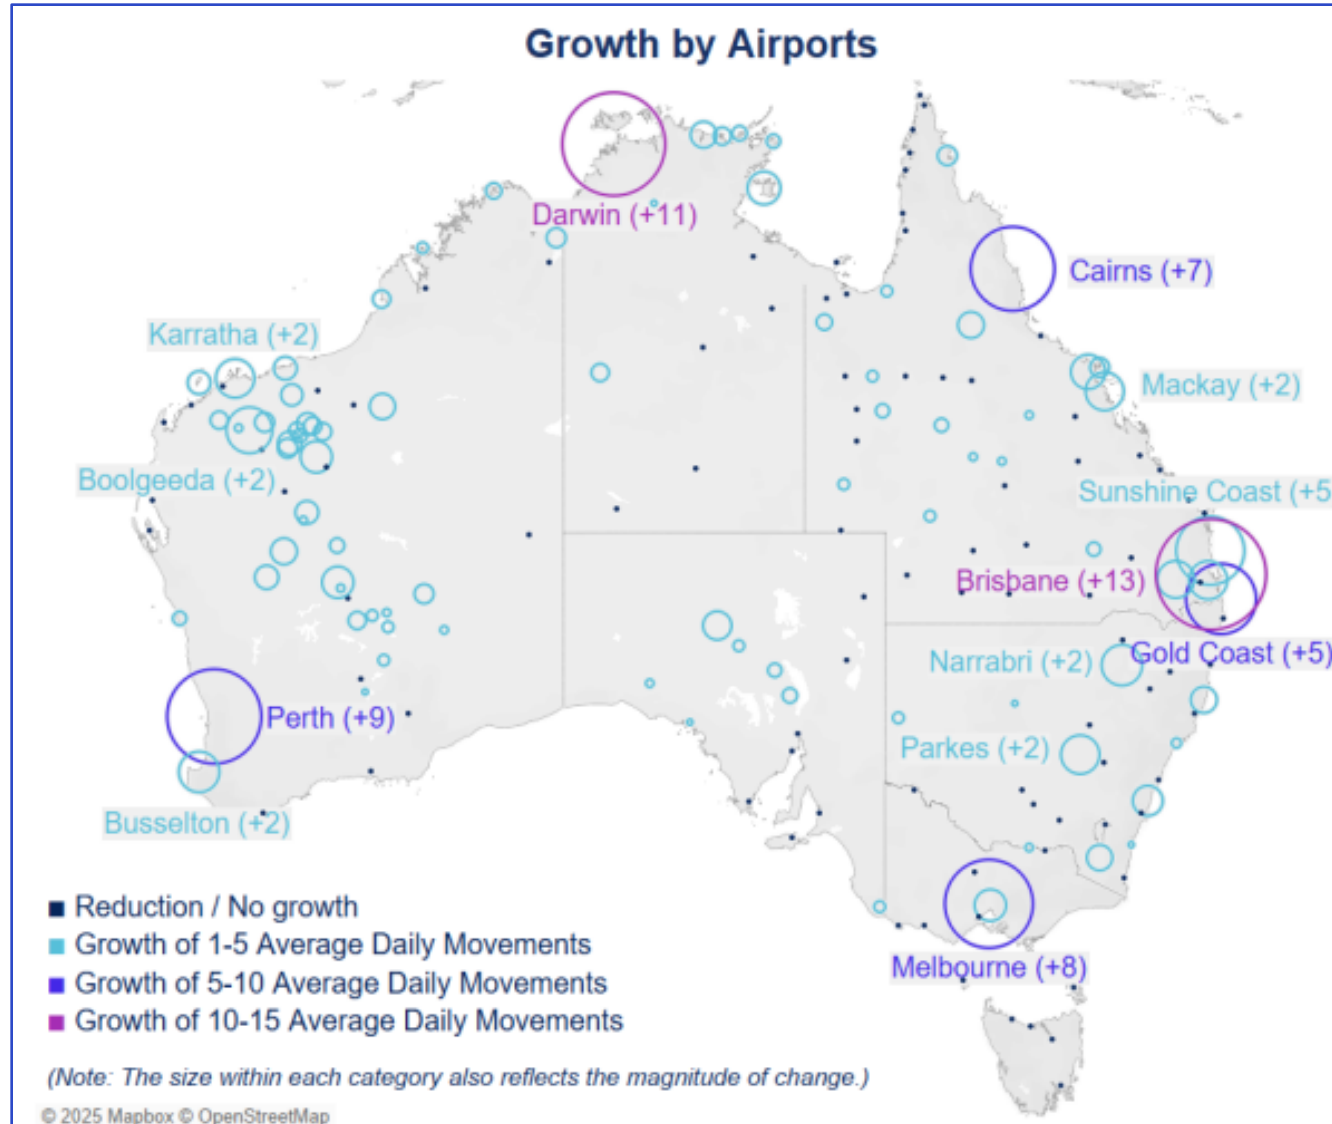 Growth by Airports
Darwin (+11)
Cairns (+7)
Karratha (+2)
Mackay (+2)
Boolgeeda (+2)
Sunshine Coast (+5
Brisbane (+13)
Gold Coast (+5)
Narrabri (+2)
Perth (+9)
Parkes (+2)
Busselton (+2)
Melbourne (+8)
Reduction / No growth
Growth of 1-5 Average Daily Movements
Growth of 5-10 Average Daily Movements
Growth of 10-15 Average Daily Movements
(Note: The size within each category also reflects the magnitude of change.)
© 2025 Mapbox © OpenStreetMap